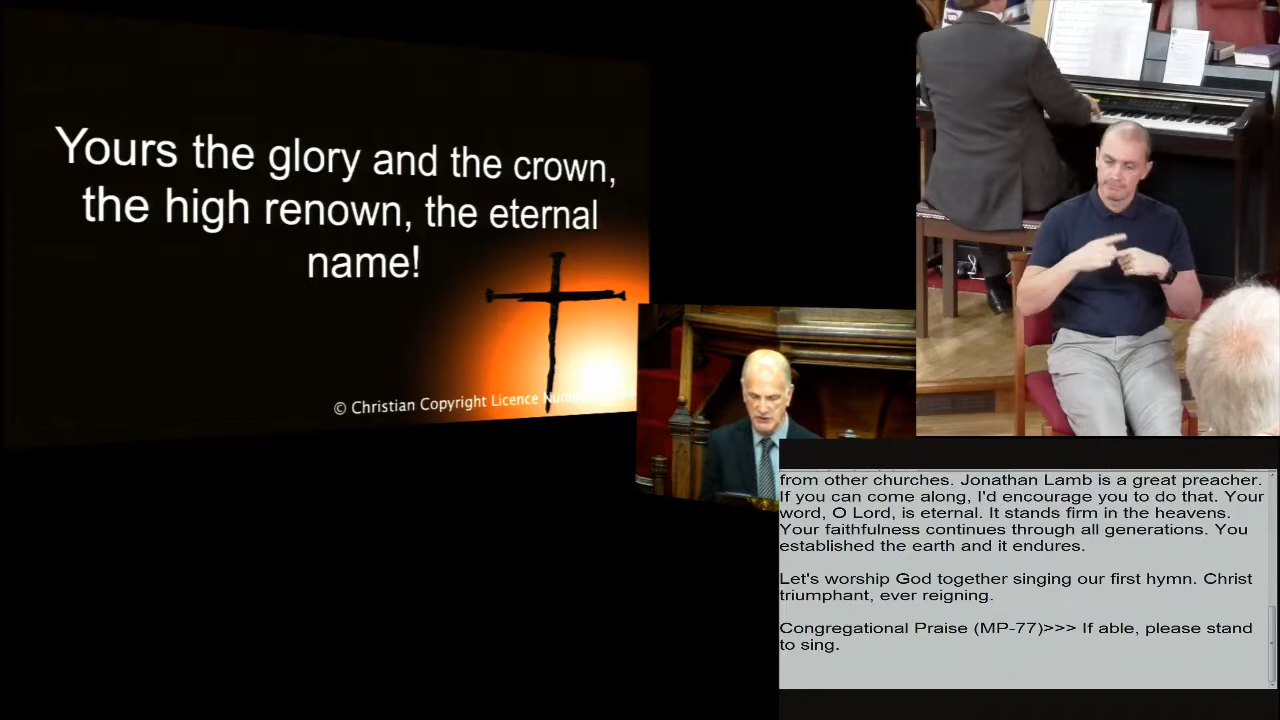 Yours the glory and the crown,
the high renown, the eternal
name!
© Christian Copyright Licence
from other churches. Jonathan Lamb is a great preacher.
If you can come along, I'd encourage you to do that. Your
word, O Lord, is eternal. It stands firm in the heavens.
Your faithfulness continues through all generations. You
established the earth and it endures.
Let's worship God together singing our first hymn. Christ
triumphant, ever reigning.
Congregational Praise (MP-77)>>> If able, please stand
to sing.